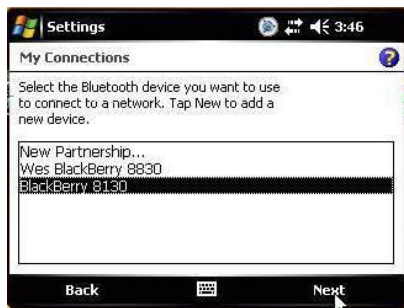 Settings
3:46
My Connections
?
Select the Bluetooth device you want to use
to connect to a network. Tap New to add a
new device.
New Partnership...
Wes BlackBerry 8830
BlackBerry 8130
Back
Next